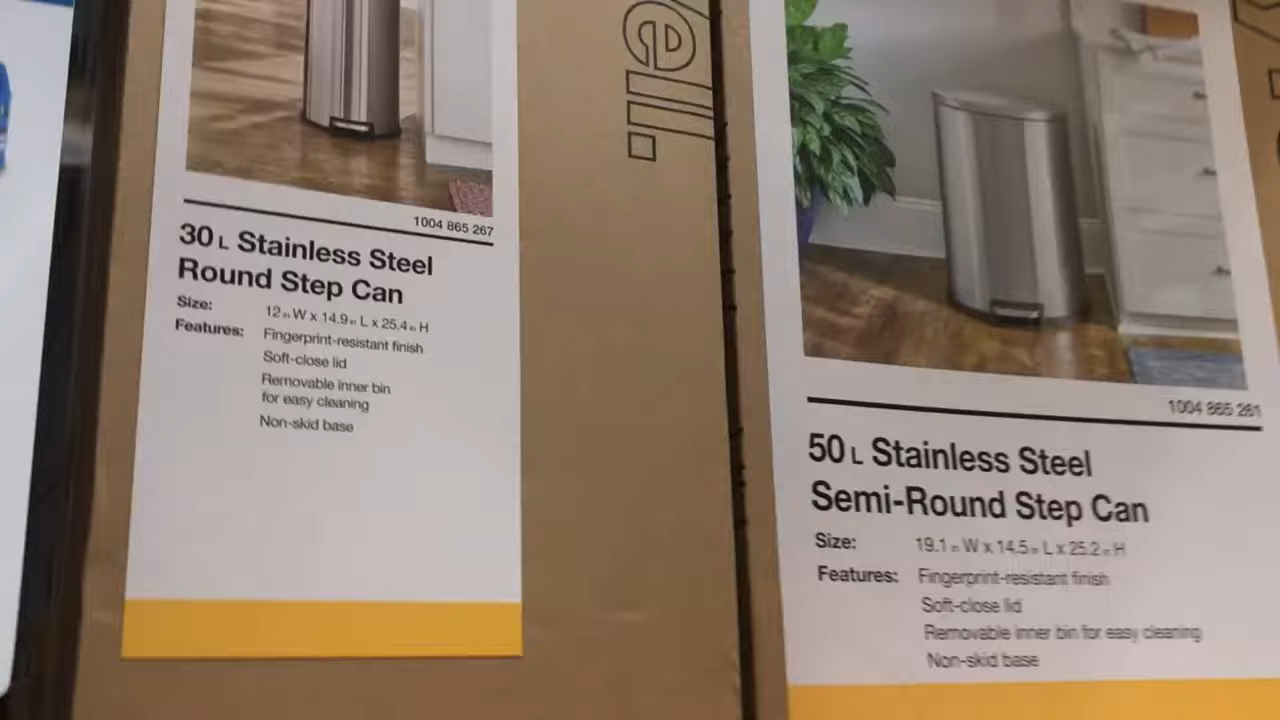 ell.
1004 865 267
30 L Stainless Steel
Round Step Can
Size: 12 in W x 14.9 in L x 25.4 in H
Features: Fingerprint-resistant finish
Soft-close lid
Removable inner bin
for easy cleaning
Non-skid base
1004 865 281
50 L Stainless Steel
Semi-Round Step Can
Size: 19.1 in W x 14.5 in L x 25.2 in H
Features: Fingerprint-resistant finish
Soft-close lid
Removable inner bin for easy cleaning
Non-skid base